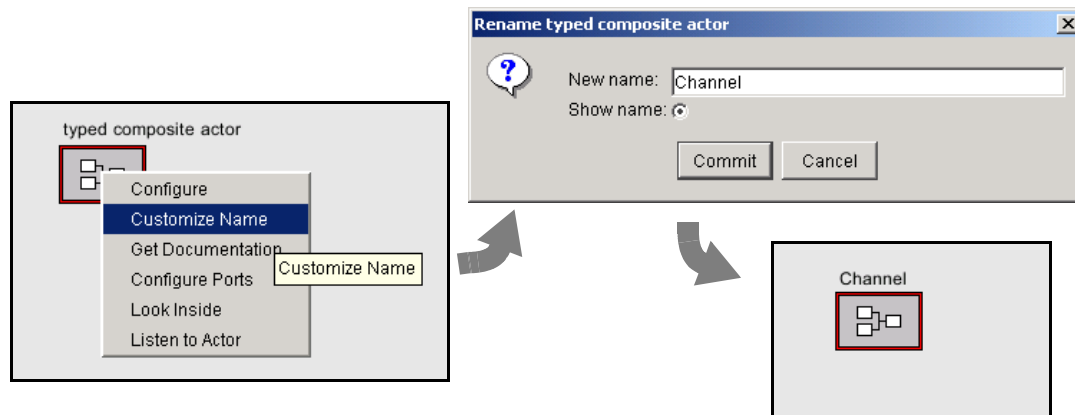 typed composite actor
Configure
Customize Name
Get Documentation
Customize Name
Configure Ports
Look Inside
Listen to Actor
Rename typed composite actor
?
New name: Channel
Show name:
Commit Cancel
Channel